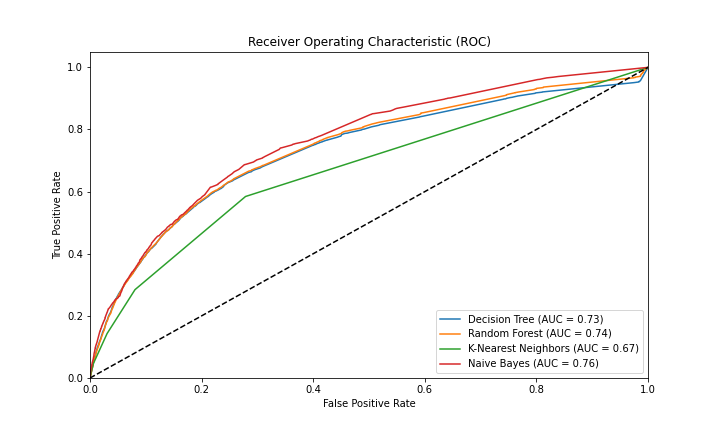 Receiver Operating Characteristic (ROC)
True Positive Rate
1.0
0.8
0.6
0.4
0.2
0.0
0.0 0.2 0.4 0.6 0.8 1.0
False Positive Rate
Decision Tree (AUC = 0.73)
Random Forest (AUC = 0.74)
K-Nearest Neighbors (AUC = 0.67)
Naive Bayes (AUC = 0.76)